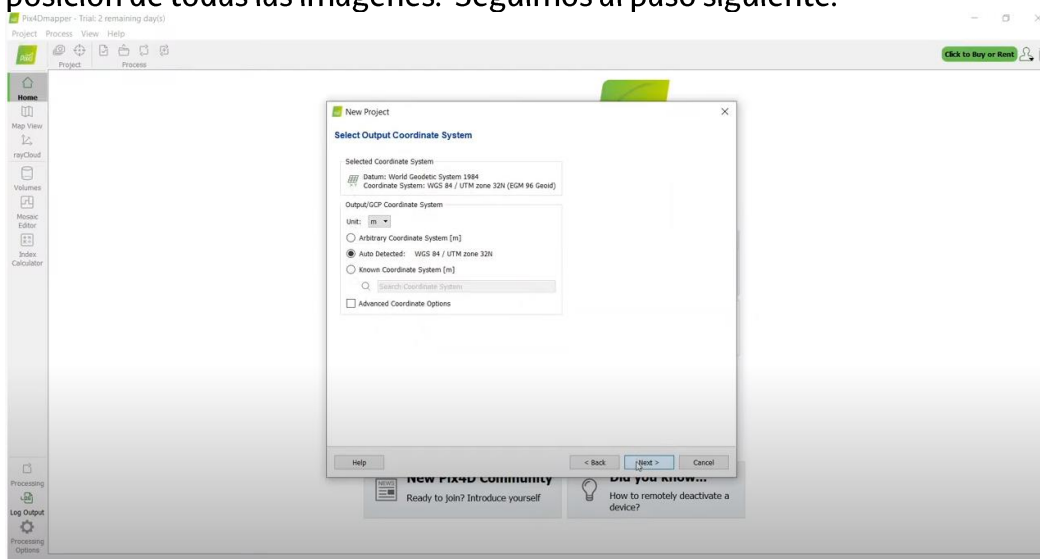 posición de todas las imágenes. Seguimos al paso siguiente.
Pix4Dmapper - Trial: 2 remaining day(s)
Project Process View Help
Project Process
Click to Buy or Rent
Home
Map View
rayCloud
Volumes
Mosaic
Editor
Index
Calculator
New Project
Select Output Coordinate System
Selected Coordinate System
Datum: World Geodetic System 1984
Coordinate System: WGS 84 / UTM zone 32N (EGM 96 Geoid)
Output/GCP Coordinate System
Unit: m
Arbitrary Coordinate System [m]
Auto Detected: WGS 84 / UTM zone 32N
Known Coordinate System [m]
Search Coordinate System
Advanced Coordinate Options
Help < Back Next > Cancel
Processing
Log Output
Processing
Options
NEWS
New Pix4D Community
Ready to join? Introduce yourself
Did you know...
How to remotely deactivate a
device?